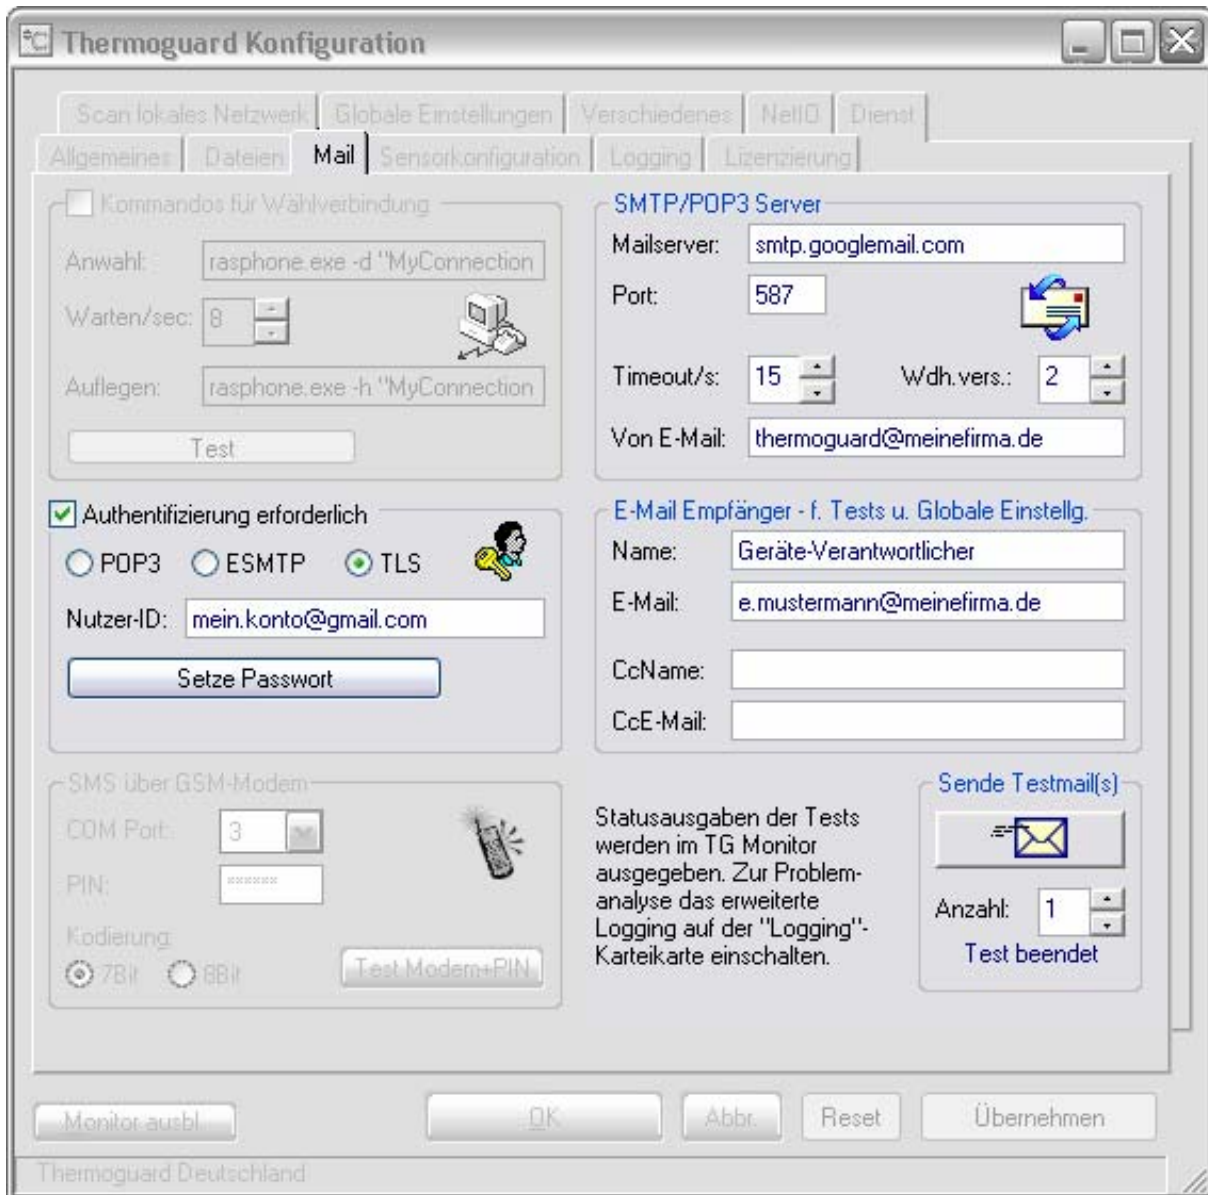 °C Thermoguard Konfiguration
Scan lokales Netzwerk Globale Einstellungen Verschiedenes NetIO Dienst
Allgemeines Dateien Mail Sensorkonfiguration Logging Lizenzierung
Kommandos für Wählverbindung
Anwahl: rasphone.exe -d "MyConnection
Warten/sec: 8
Auflegen: rasphone.exe -h "MyConnection
Test
SMTP/POP3 Server
Mailserver: smtp.googlemail.com
Port: 587
Timeout/s: 15 Wdh.vers.: 2
Von E-Mail: thermoguard@meinefirma.de
Authentifizierung erforderlich
POP3 ESMTP TLS
Nutzer-ID: mein.konto@gmail.com
Setze Passwort
E-Mail Empfänger - f. Tests u. Globale Einstellg.
Name: Geräte-Verantwortlicher
E-Mail: e.mustermann@meinefirma.de
CcName:
CcE-Mail:
SMS über GSM-Modem
COM Port: 3
PIN: ******
Kodierung:
7Bit 8Bit
Test Modem+PIN
Statusausgaben der Tests
werden im TG Monitor
ausgegeben. Zur Problem-
analyse das erweiterte
Logging auf der "Logging"-
Karteikarte einschalten.
Sende Testmail(s)
Anzahl: 1
Test beendet
Monitor ausbl. OK Abbr. Reset Übernehmen
Thermoguard Deutschland